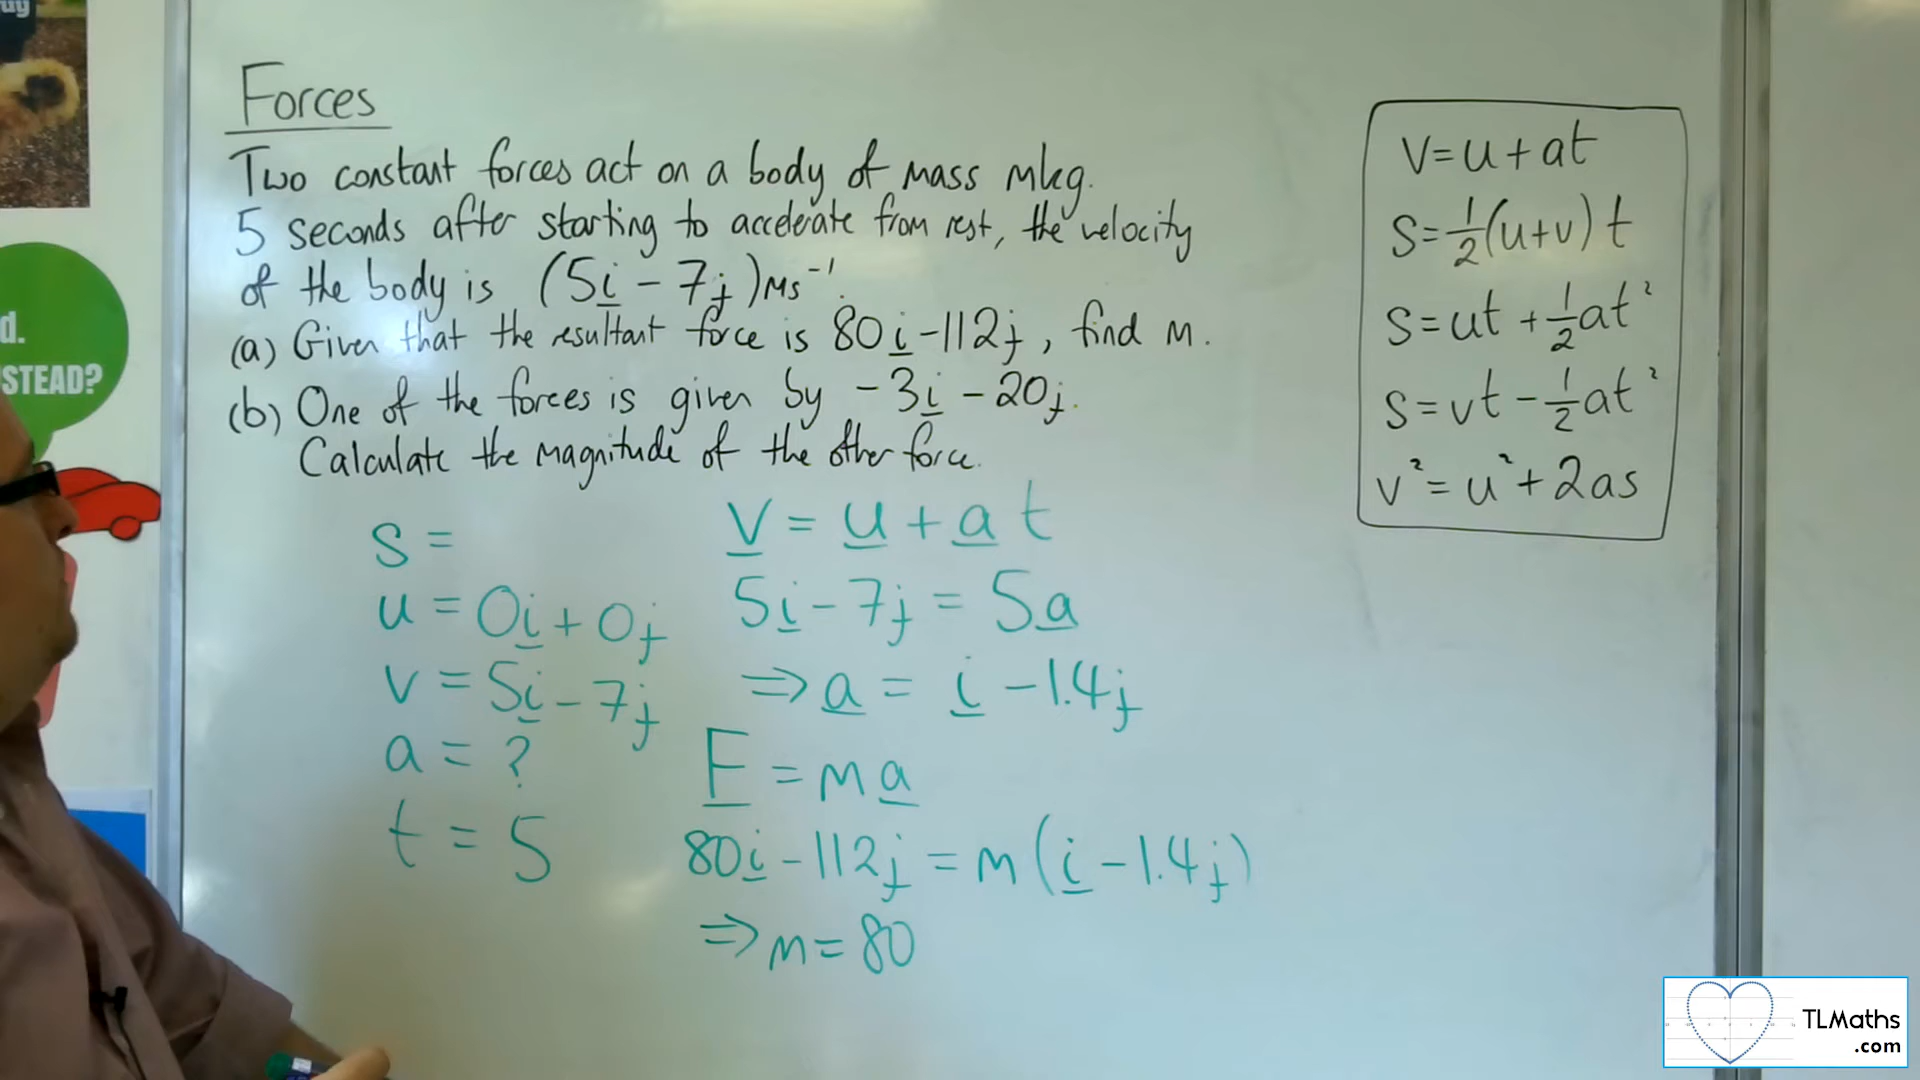 uy
d.
STEAD?
Forces
Two constant forces act on a body of mass mkg.
5 seconds after starting to accelerate from rest, the velocity
of the body is (5i - 7j)ms⁻¹.
(a) Given that the resultant force is 80i - 112j, find m.
(b) One of the forces is given by -3i - 20j.
Calculate the magnitude of the other force.
s =
u = 0i + 0j
v = 5i - 7j
a = ?
t = 5
v = u + at
5i - 7j = 5a
⇒ a = i - 1.4j
F = ma
80i - 112j = m(i - 1.4j)
⇒ m = 80
v = u + at
s = ½(u+v)t
s = ut + ½at²
s = vt - ½at²
v² = u² + 2as
TLMaths
.com